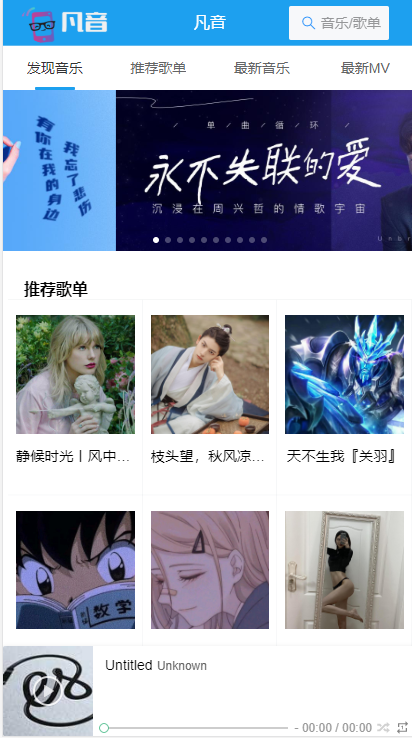 凡音
凡音
音乐/歌单
发现音乐
推荐歌单
最新音乐
最新MV
有你在我的身边
我忘了悲伤
单曲循环
永不失联的爱
沉浸在周兴哲的情歌宇宙
推荐歌单
静候时光丨风中...
枝头望，秋风凉...
天不生我『关羽』
数学
Untitled Unknown
- 00:00 / 00:00